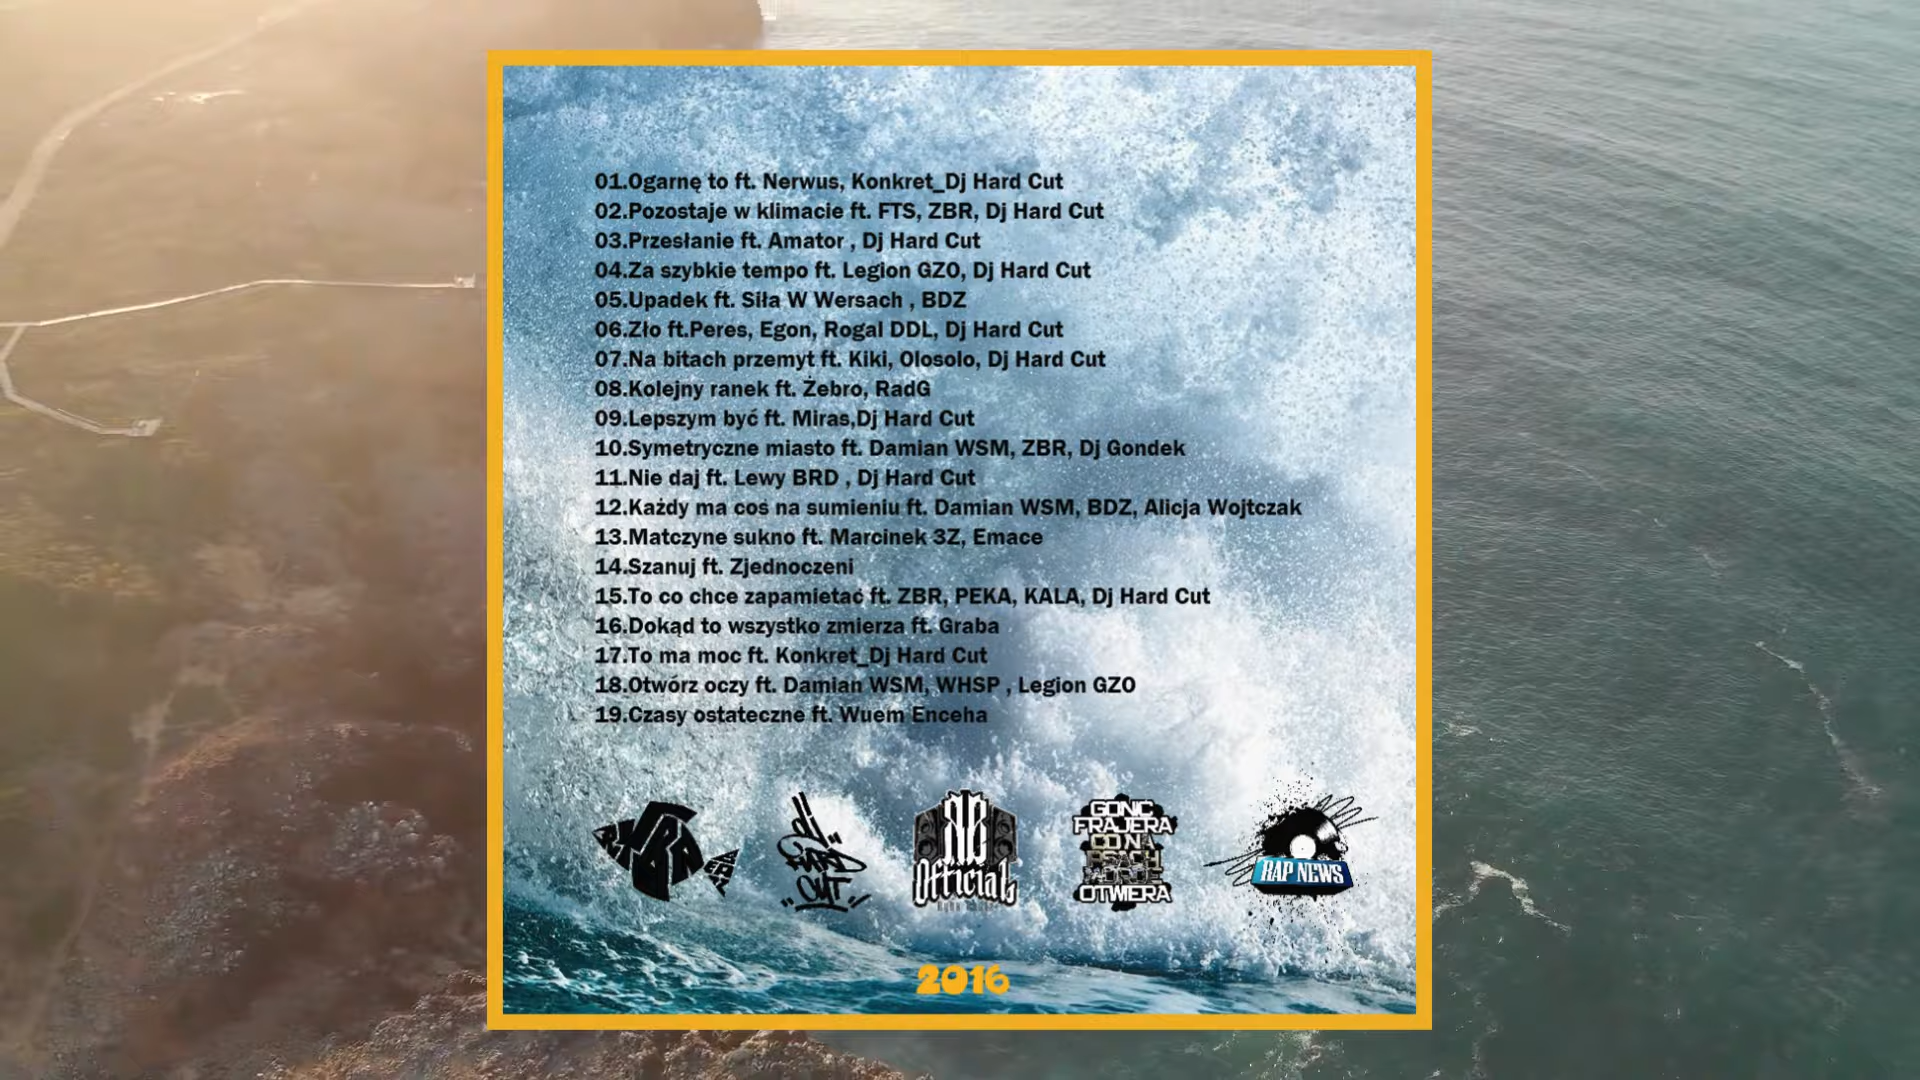 01.Ogarnę to ft. Nerwus, Konkret_Dj Hard Cut
02.Pozostaje w klimacie ft. FTS, ZBR, Dj Hard Cut
03.Przesłanie ft. Amator , Dj Hard Cut
04.Za szybkie tempo ft. Legion GZO, Dj Hard Cut
05.Upadek ft. Siła W Wersach , BDZ
06.Zło ft.Peres, Egon, Rogal DDL, Dj Hard Cut
07.Na bitach przemyt ft. Kiki, Olosolo, Dj Hard Cut
08.Kolejny ranek ft. Żebro, RadG
09.Lepszym być ft. Miras,Dj Hard Cut
10.Symetryczne miasto ft. Damian WSM, ZBR, Dj Gondek
11.Nie daj ft. Lewy BRD , Dj Hard Cut
12.Każdy ma coś na sumieniu ft. Damian WSM, BDZ, Alicja Wojtczak
13.Matczyne sukno ft. Marcinek 3Z, Emace
14.Szanuj ft. Zjednoczeni
15.To co chce zapamietać ft. ZBR, PEKA, KALA, Dj Hard Cut
16.Dokąd to wszystko zmierza ft. Graba
17.To ma moc ft. Konkret_Dj Hard Cut
18.Otwórz oczy ft. Damian WSM, WHSP , Legion GZO
19.Czasy ostateczne ft. Wuem Enceha
RYBA
BEAZ
DJ
HARD
CUT
RB
Official
GONIC
FRAJERA
CO NA
PSACH
MORDE
OTWIERA
RAP NEWS
2016